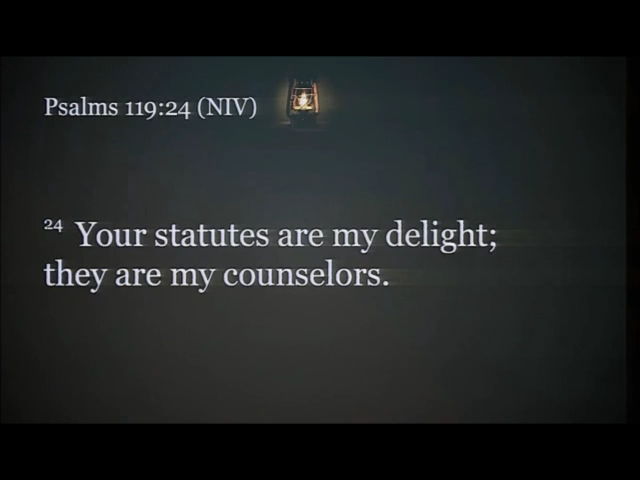 Psalms 119:24 (NIV)
24 Your statutes are my delight;
they are my counselors.